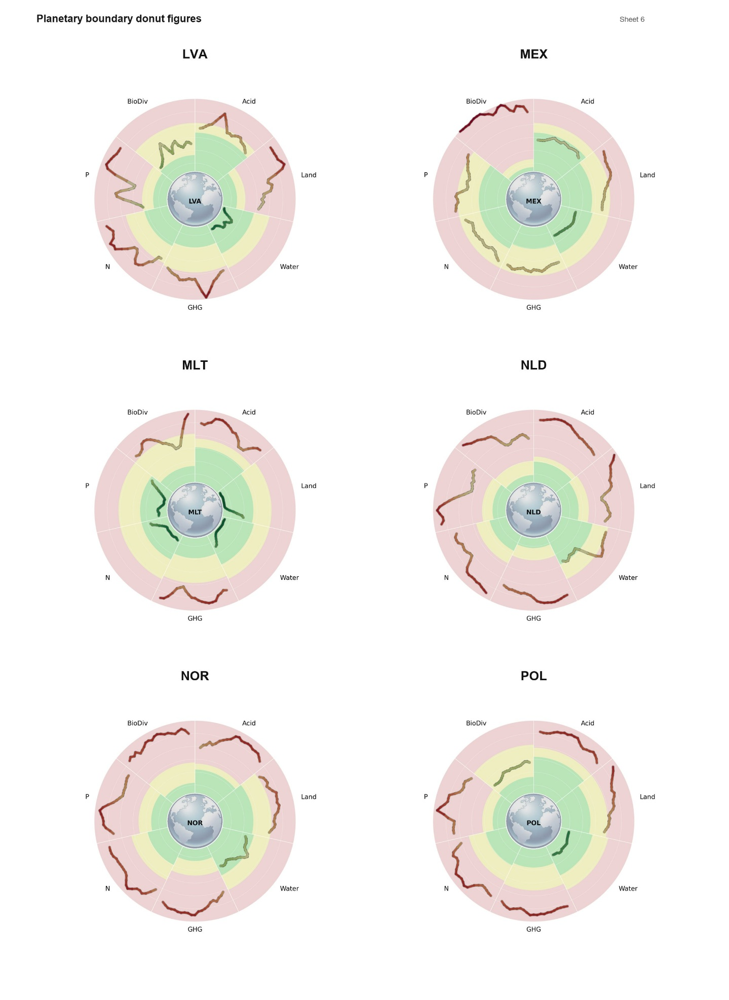 Planetary boundary donut figures
Sheet 6
LVA
MEX
BioDiv
Acid
BioDiv
Acid
P
Land
P
Land
LVA
MEX
N
Water
N
Water
GHG
GHG
MLT
NLD
BioDiv
Acid
BioDiv
Acid
P
Land
P
Land
MLT
NLD
N
Water
N
Water
GHG
GHG
NOR
POL
BioDiv
Acid
BioDiv
Acid
P
Land
P
Land
NOR
POL
N
Water
N
Water
GHG
GHG